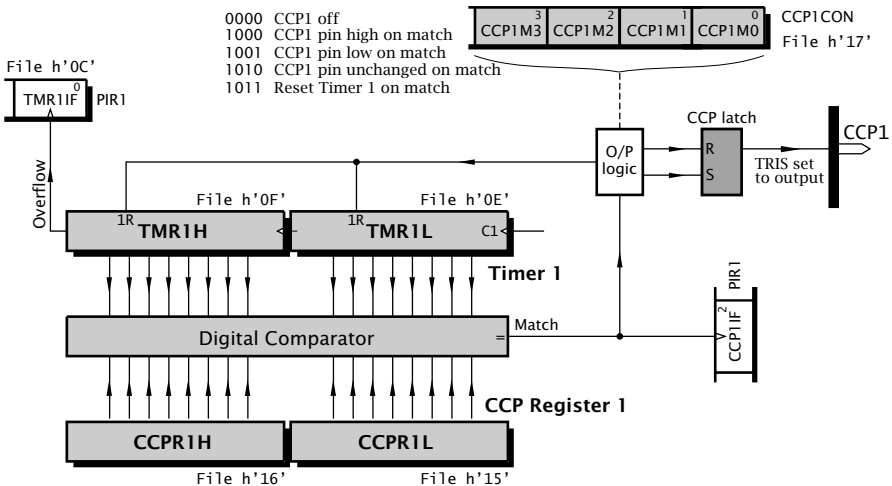 0000 CCP1 off
1000 CCP1 pin high on match
1001 CCP1 pin low on match
1010 CCP1 pin unchanged on match
1011 Reset Timer 1 on match
3 2 1 0
CCP1M3 CCP1M2 CCP1M1 CCP1M0
CCP1CON
File h'17'
File h'0C'
0
TMR1IF
PIR1
Overflow
O/P
logic
CCP latch
R
S
TRIS set
to output
CCP1
File h'0F'
File h'0E'
1R
TMR1H
1R
TMR1L
C1
Timer 1
Digital Comparator
=
Match
PIR1
2
CCP1IF
CCP Register 1
CCPR1H
CCPR1L
File h'16'
File h'15'